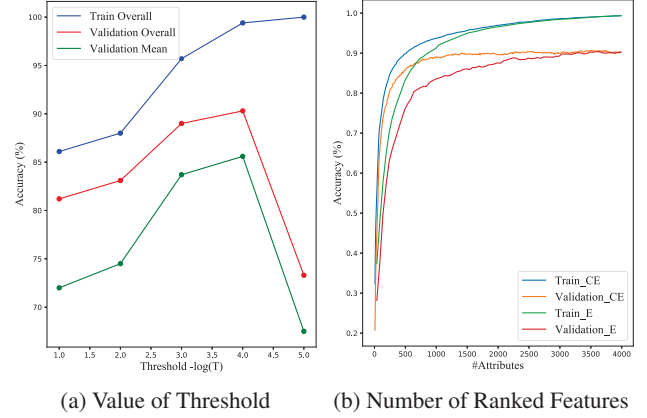 Train Overall
Validation Overall
Validation Mean
Accuracy (%)
100
95
90
85
80
75
70
1.0 1.5 2.0 2.5 3.0 3.5 4.0 4.5 5.0
Threshold -log(T)
(a) Value of Threshold
Accuracy (%)
1.0
0.9
0.8
0.7
0.6
0.5
0.4
0.3
0.2
Train_CE
Validation_CE
Train_E
Validation_E
0 500 1000 1500 2000 2500 3000 3500 4000
#Attributes
(b) Number of Ranked Features